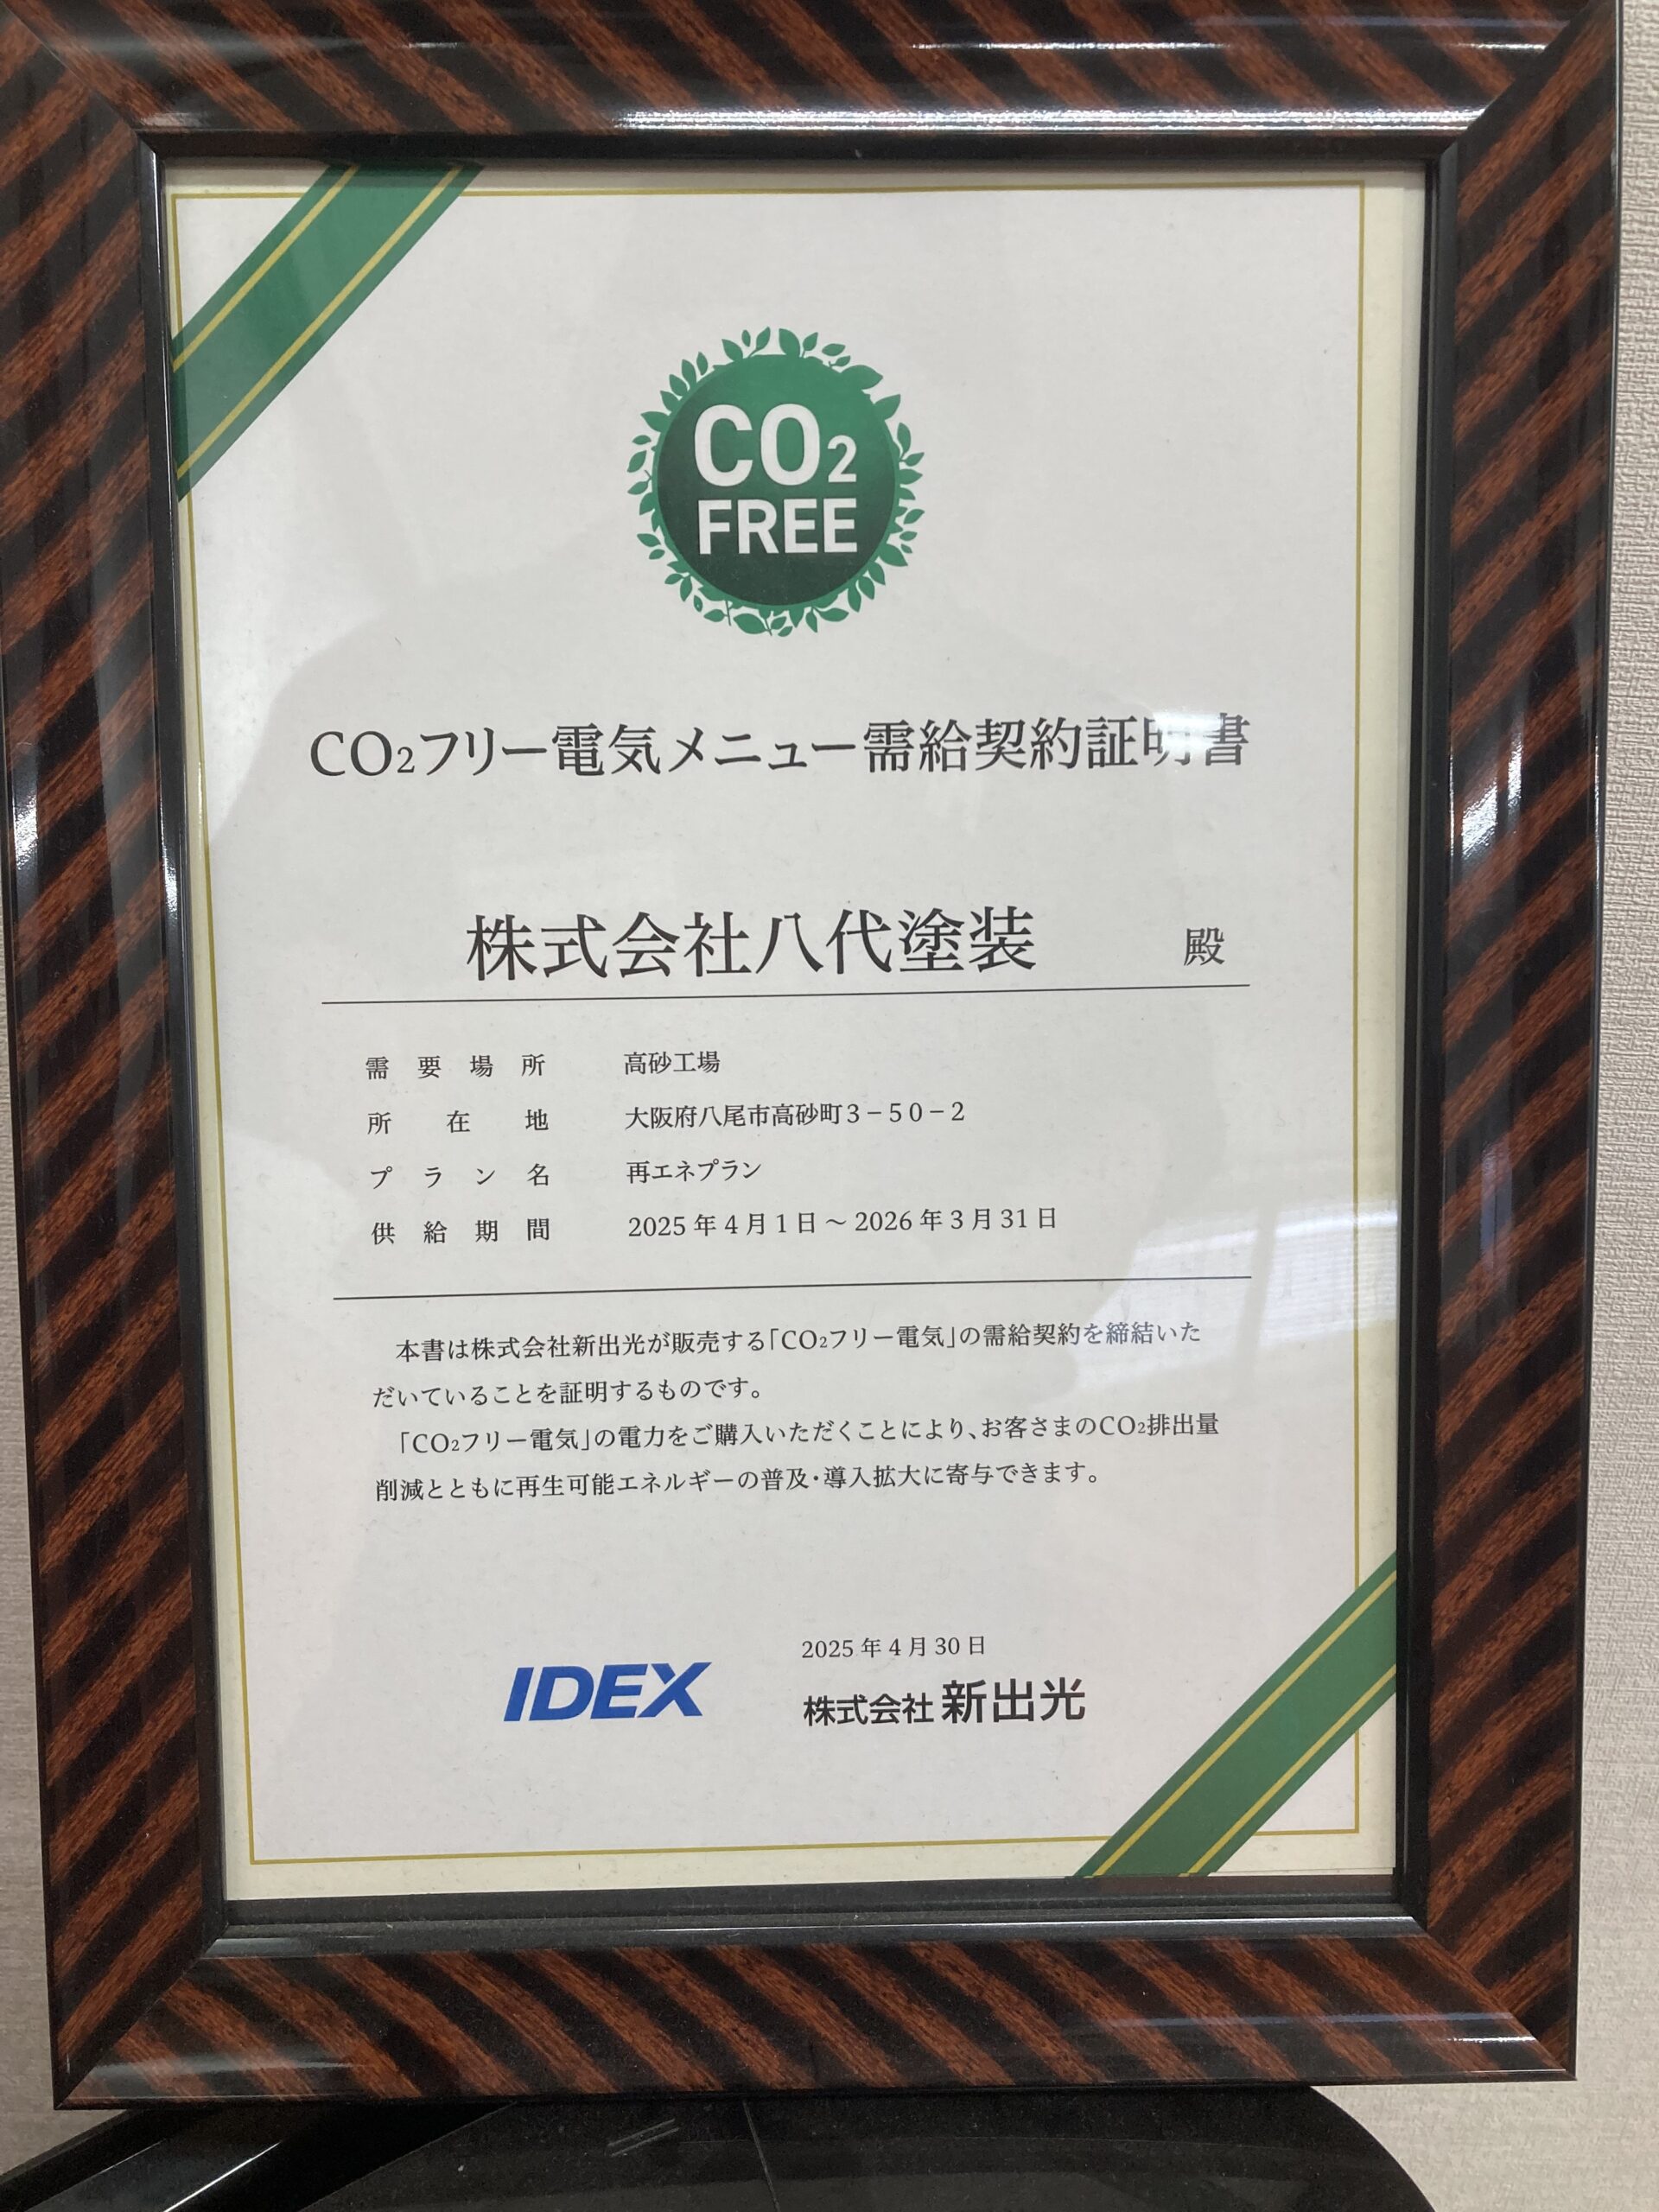 CO2
FREE
CO2フリー電気メニュー需給契約証明書
株式会社八代塗装 殿
需要場所 高砂工場
所在地 大阪府八尾市高砂町3−50−2
プラン名 再エネプラン
供給期間 2025年4月1日～2026年3月31日
本書は株式会社新出光が販売する「CO2フリー電気」の需給契約を締結いた
だいていることを証明するものです。
「CO2フリー電気」の電力をご購入いただくことにより、お客さまのCO2排出量
削減とともに再生可能エネルギーの普及・導入拡大に寄与できます。
2025年4月30日
IDEX 株式会社 新出光